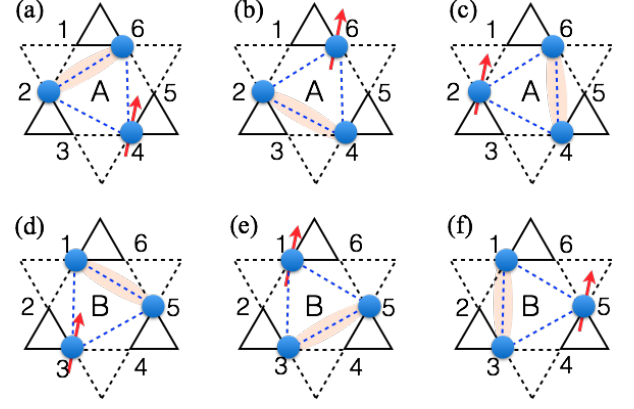 (a) (b) (c)
1 6 1 6 1 6
2 A 5 2 A 5 2 A 5
3 4 3 4 3 4
(d) (e) (f)
1 6 1 6 1 6
2 B 5 2 B 5 2 B 5
3 4 3 4 3 4